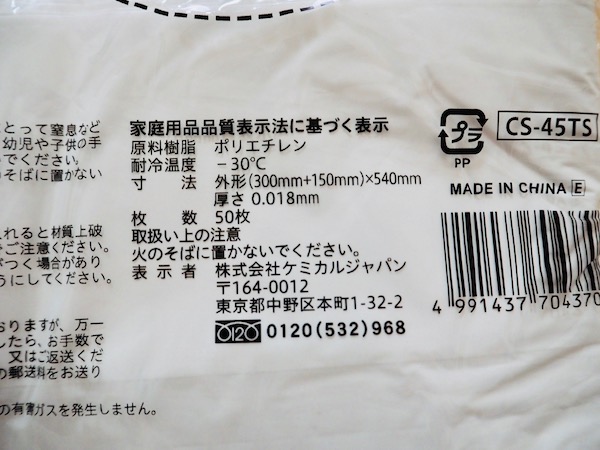 とって窒息など
幼児や子供の手
でください。
のそばに置かない
れると材質上破
ご注意ください。
がつく場合があり
うにしてください。
おりますが、万一
したら、お手数で
又はご返送くだ
の郵送料をお送り
の有害ガスを発生しません。
家庭用品品質表示法に基づく表示
原料樹脂 ポリエチレン
耐冷温度 −30℃
寸法 外形(300mm+150mm)×540mm
厚さ 0.018mm
枚数 50枚
取扱い上の注意
火のそばに置かないでください。
表示者 株式会社ケミカルジャパン
〒164-0012
東京都中野区本町1-32-2
0120(532)968
プラ
PP
CS-45TS
MADE IN CHINA E
4 991437 704370